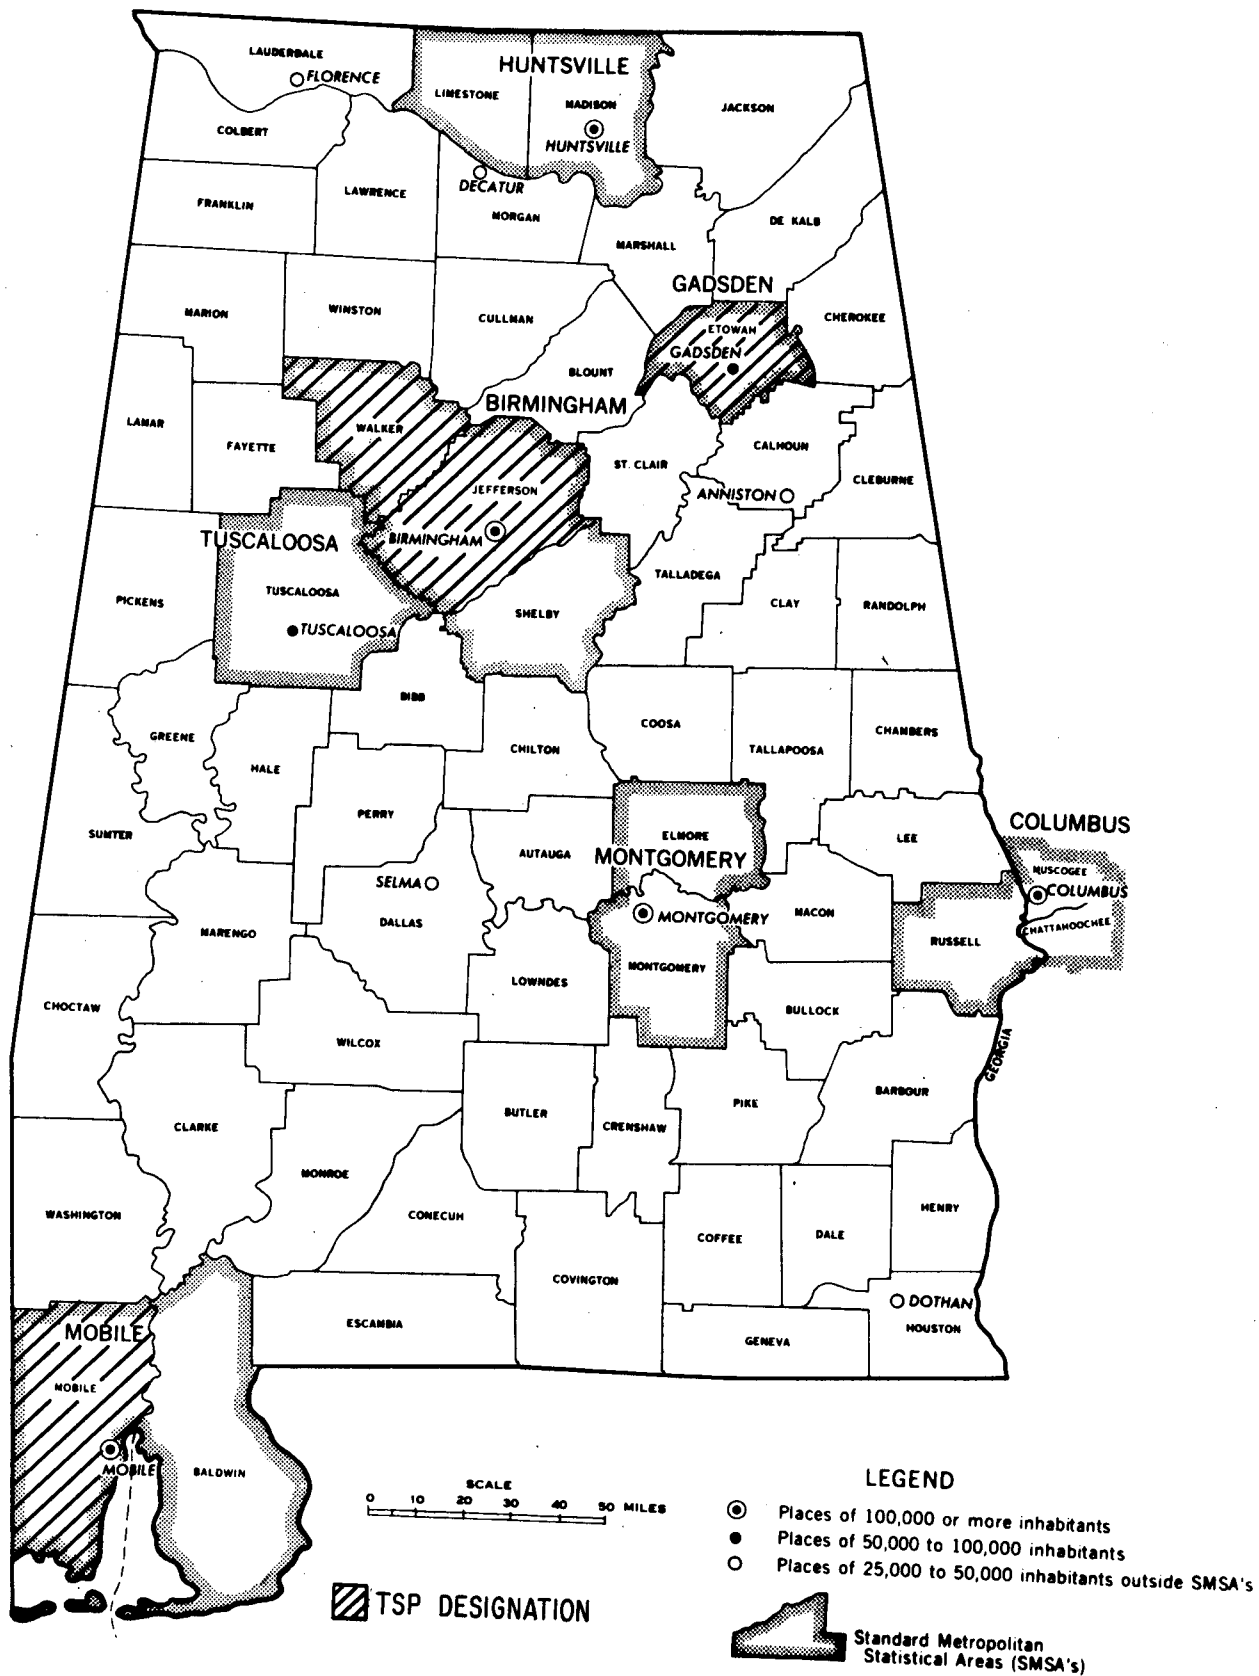 LAUDERDALE
FLORENCE
HUNTSVILLE
LIMESTONE
MADISON
HUNTSVILLE
JACKSON
COLBERT
DECATUR
LAWRENCE
FRANKLIN
MORGAN
DE KALB
MARSHALL
GADSDEN
MARION
WINSTON
CULLMAN
ETOWAH
CHEROKEE
GADSDEN
BLOUNT
BIRMINGHAM
LAMAR
WALKER
FAYETTE
CALHOUN
ST. CLAIR
CLEBURNE
JEFFERSON
ANNISTON
BIRMINGHAM
TUSCALOOSA
TALLADEGA
TUSCALOOSA
PICKENS
CLAY
RANDOLPH
SHELBY
TUSCALOOSA
BIBB
COOSA
CHAMBERS
GREENE
CHILTON
TALLAPOOSA
HALE
PERRY
COLUMBUS
SUMTER
ELMORE
LEE
AUTAUGA
MONTGOMERY
MUSCOGEE
SELMA
COLUMBUS
MACON
MONTGOMERY
DALLAS
CHATTAHOOCHEE
MARENGO
RUSSELL
MONTGOMERY
LOWNDES
CHOCTAW
BULLOCK
WILCOX
GEORGIA
BARBOUR
PIKE
BUTLER
CLARKE
CRENSHAW
MONROE
HENRY
WASHINGTON
CONECUH
DALE
COFFEE
COVINGTON
DOTHAN
ESCAMBIA
HOUSTON
MOBILE
GENEVA
MOBILE
MOBILE
BALDWIN
SCALE
0 10 20 30 40 50 MILES
TSP DESIGNATION
LEGEND
Places of 100,000 or more inhabitants
Places of 50,000 to 100,000 inhabitants
Places of 25,000 to 50,000 inhabitants outside SMSA's
Standard Metropolitan
Statistical Areas (SMSA's)